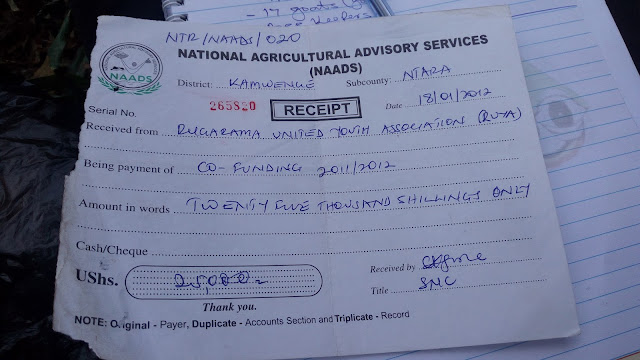 - 17 goats
NTR/NAADS/020
NATIONAL AGRICULTURAL ADVISORY SERVICES
(NAADS)
NAADS
District: KAMWENGE Subcounty: NTARA
Serial No. 265820 RECEIPT Date 18/01/2012
Received from RUGARAMA UNITED YOUTH ASSOCIATION (RUYA)
Being payment of CO-FUNDING 2011/2012
Amount in words TWENTY FIVE THOUSAND SHILLINGS ONLY
Cash/Cheque
Received by
UShs. 25,000=
Title SNC
Thank you.
NOTE: Original - Payer, Duplicate - Accounts Section and Triplicate - Record